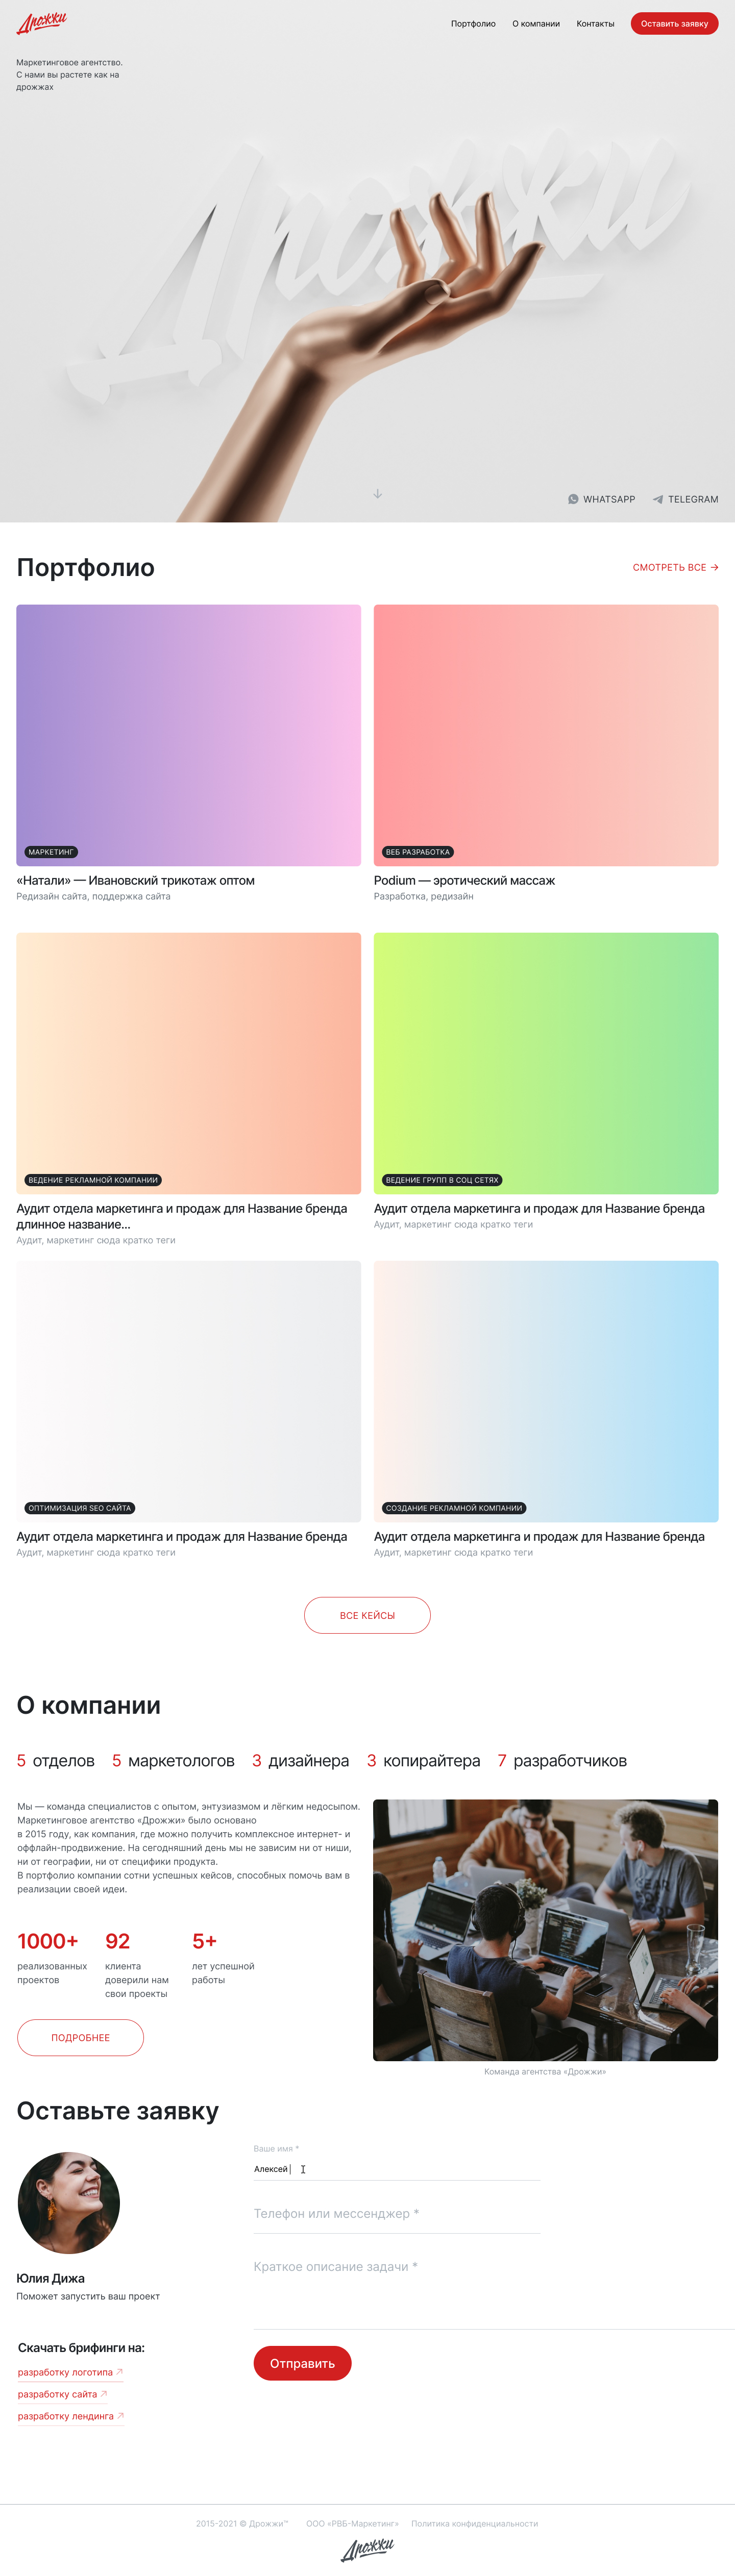 Дрожжи
Портфолио
О компании
Контакты
Оставить заявку
Маркетинговое агентство.
С нами вы растете как на
дрожжах
Дрожжи
WHATSAPP
TELEGRAM
Портфолио
СМОТРЕТЬ ВСЕ →
МАРКЕТИНГ
«Натали» — Ивановский трикотаж оптом
Редизайн сайта, поддержка сайта
ВЕБ РАЗРАБОТКА
Podium — эротический массаж
Разработка, редизайн
ВЕДЕНИЕ РЕКЛАМНОЙ КОМПАНИИ
Аудит отдела маркетинга и продаж для Название бренда
длинное название...
Аудит, маркетинг сюда кратко теги
ВЕДЕНИЕ ГРУПП В СОЦ СЕТЯХ
Аудит отдела маркетинга и продаж для Название бренда
Аудит, маркетинг сюда кратко теги
ОПТИМИЗАЦИЯ SEO САЙТА
Аудит отдела маркетинга и продаж для Название бренда
Аудит, маркетинг сюда кратко теги
СОЗДАНИЕ РЕКЛАМНОЙ КОМПАНИИ
Аудит отдела маркетинга и продаж для Название бренда
Аудит, маркетинг сюда кратко теги
ВСЕ КЕЙСЫ
О компании
5 отделов 5 маркетологов 3 дизайнера 3 копирайтера 7 разработчиков
Мы — команда специалистов с опытом, энтузиазмом и лёгким недосыпом.
Маркетинговое агентство «Дрожжи» было основано
в 2015 году, как компания, где можно получить комплексное интернет- и
оффлайн-продвижение. На сегодняшний день мы не зависим ни от ниши,
ни от географии, ни от специфики продукта.
В портфолио компании сотни успешных кейсов, способных помочь вам в
реализации своей идеи.
1000+
реализованных
проектов
92
клиента
доверили нам
свои проекты
5+
лет успешной
работы
ПОДРОБНЕЕ
Команда агентства «Дрожжи»
Оставьте заявку
Юлия Дижа
Поможет запустить ваш проект
Скачать брифинги на:
разработку логотипа
разработку сайта
разработку лендинга
Ваше имя *
Алексей
Телефон или мессенджер *
Краткое описание задачи *
Отправить
2015-2021 © Дрожжи™
ООО «РВБ-Маркетинг»
Политика конфиденциальности
Дрожжи